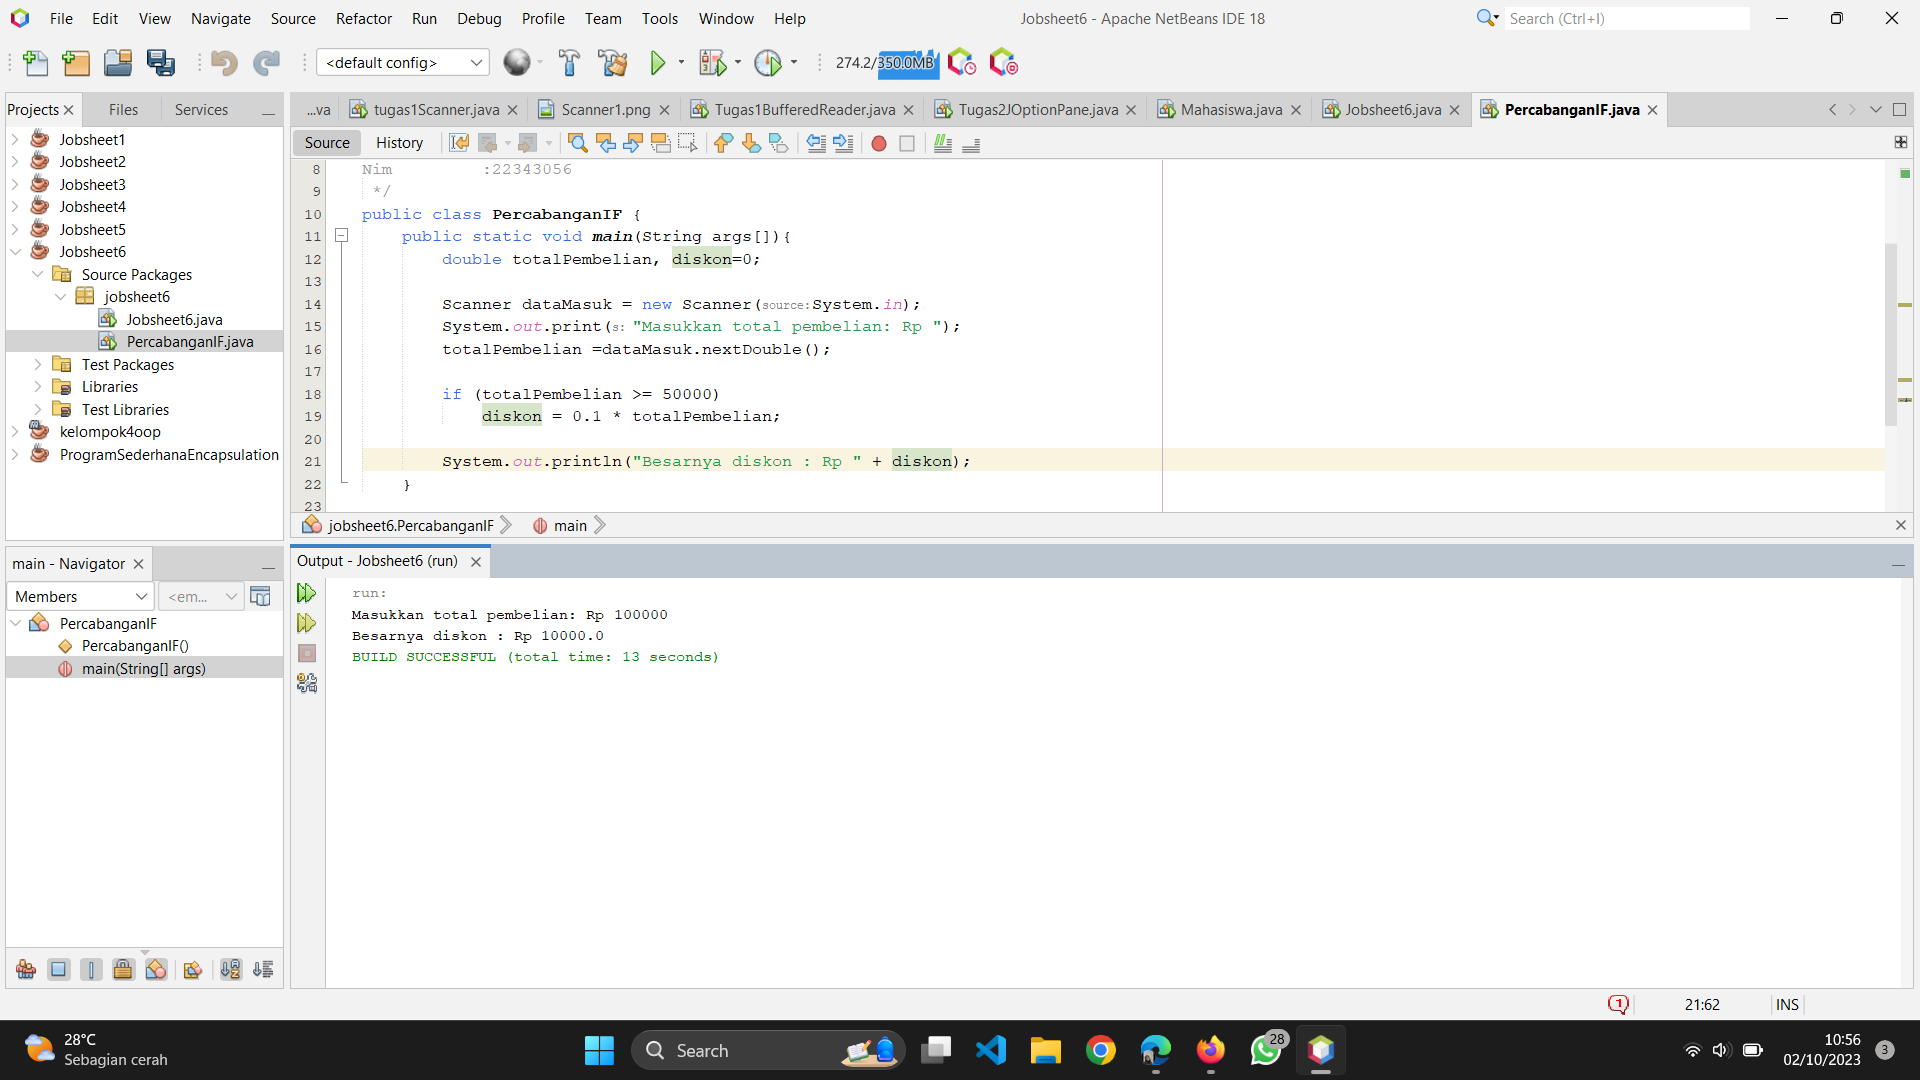 File Edit View Navigate Source Refactor Run Debug Profile Team Tools Window Help
Jobsheet6 - Apache NetBeans IDE 18
Search (Ctrl+I)
<default config>
274.2/350.0MB
Projects Files Services
...va tugas1Scanner.java Scanner1.png Tugas1BufferedReader.java Tugas2JOptionPane.java Mahasiswa.java Jobsheet6.java PercabanganIF.java
Source History
Jobsheet1
Jobsheet2
Jobsheet3
Jobsheet4
Jobsheet5
Jobsheet6
Source Packages
jobsheet6
Jobsheet6.java
PercabanganIF.java
Test Packages
Libraries
Test Libraries
kelompok4oop
ProgramSederhanaEncapsulation
8 Nim :22343056
9 */
10 public class PercabanganIF {
11 public static void main(String args[]){
12 double totalPembelian, diskon=0;
13
14 Scanner dataMasuk = new Scanner(source:System.in);
15 System.out.print(s: "Masukkan total pembelian: Rp ");
16 totalPembelian =dataMasuk.nextDouble();
17
18 if (totalPembelian >= 50000)
19 diskon = 0.1 * totalPembelian;
20
21 System.out.println("Besarnya diskon : Rp " + diskon);
22 }
23
jobsheet6.PercabanganIF main
main - Navigator
Members <em...
PercabanganIF
PercabanganIF()
main(String[] args)
Output - Jobsheet6 (run)
run:
Masukkan total pembelian: Rp 100000
Besarnya diskon : Rp 10000.0
BUILD SUCCESSFUL (total time: 13 seconds)
1 21:62 INS
28°C
Sebagian cerah
Search
28
10:56
02/10/2023
3